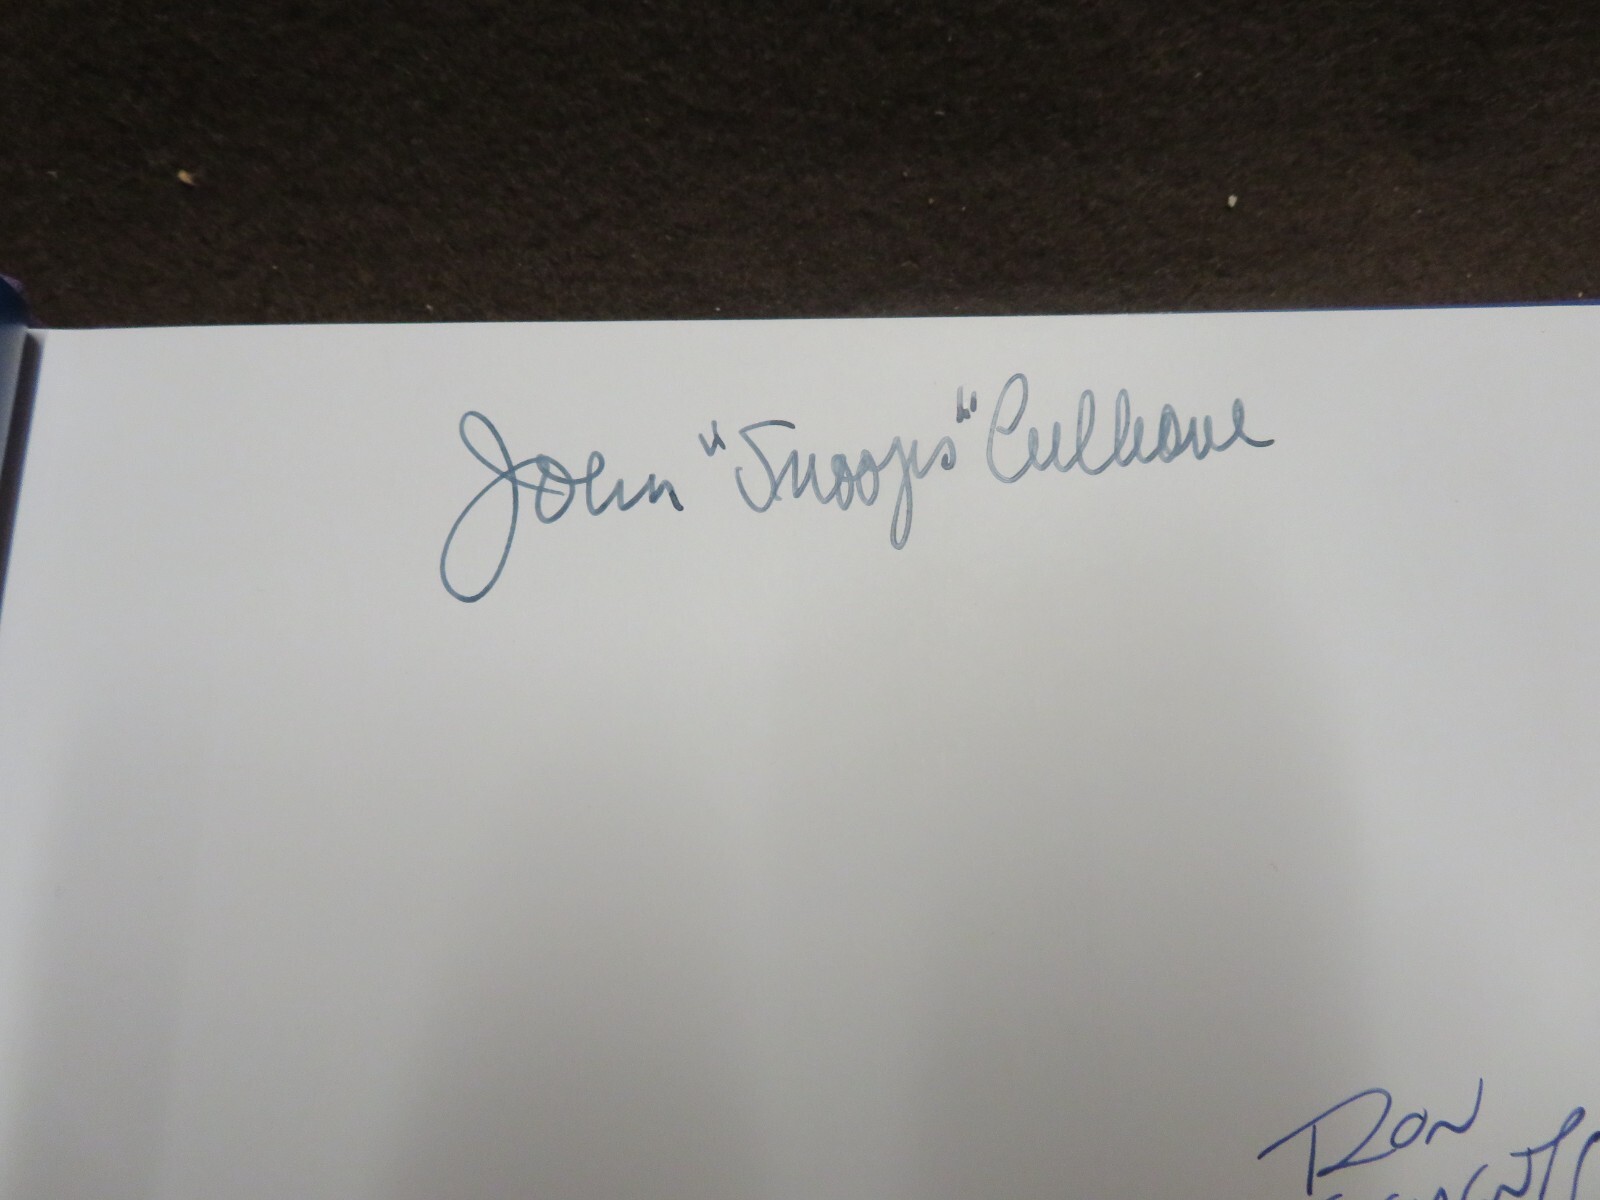 John "Snoops" Culhane
Ron